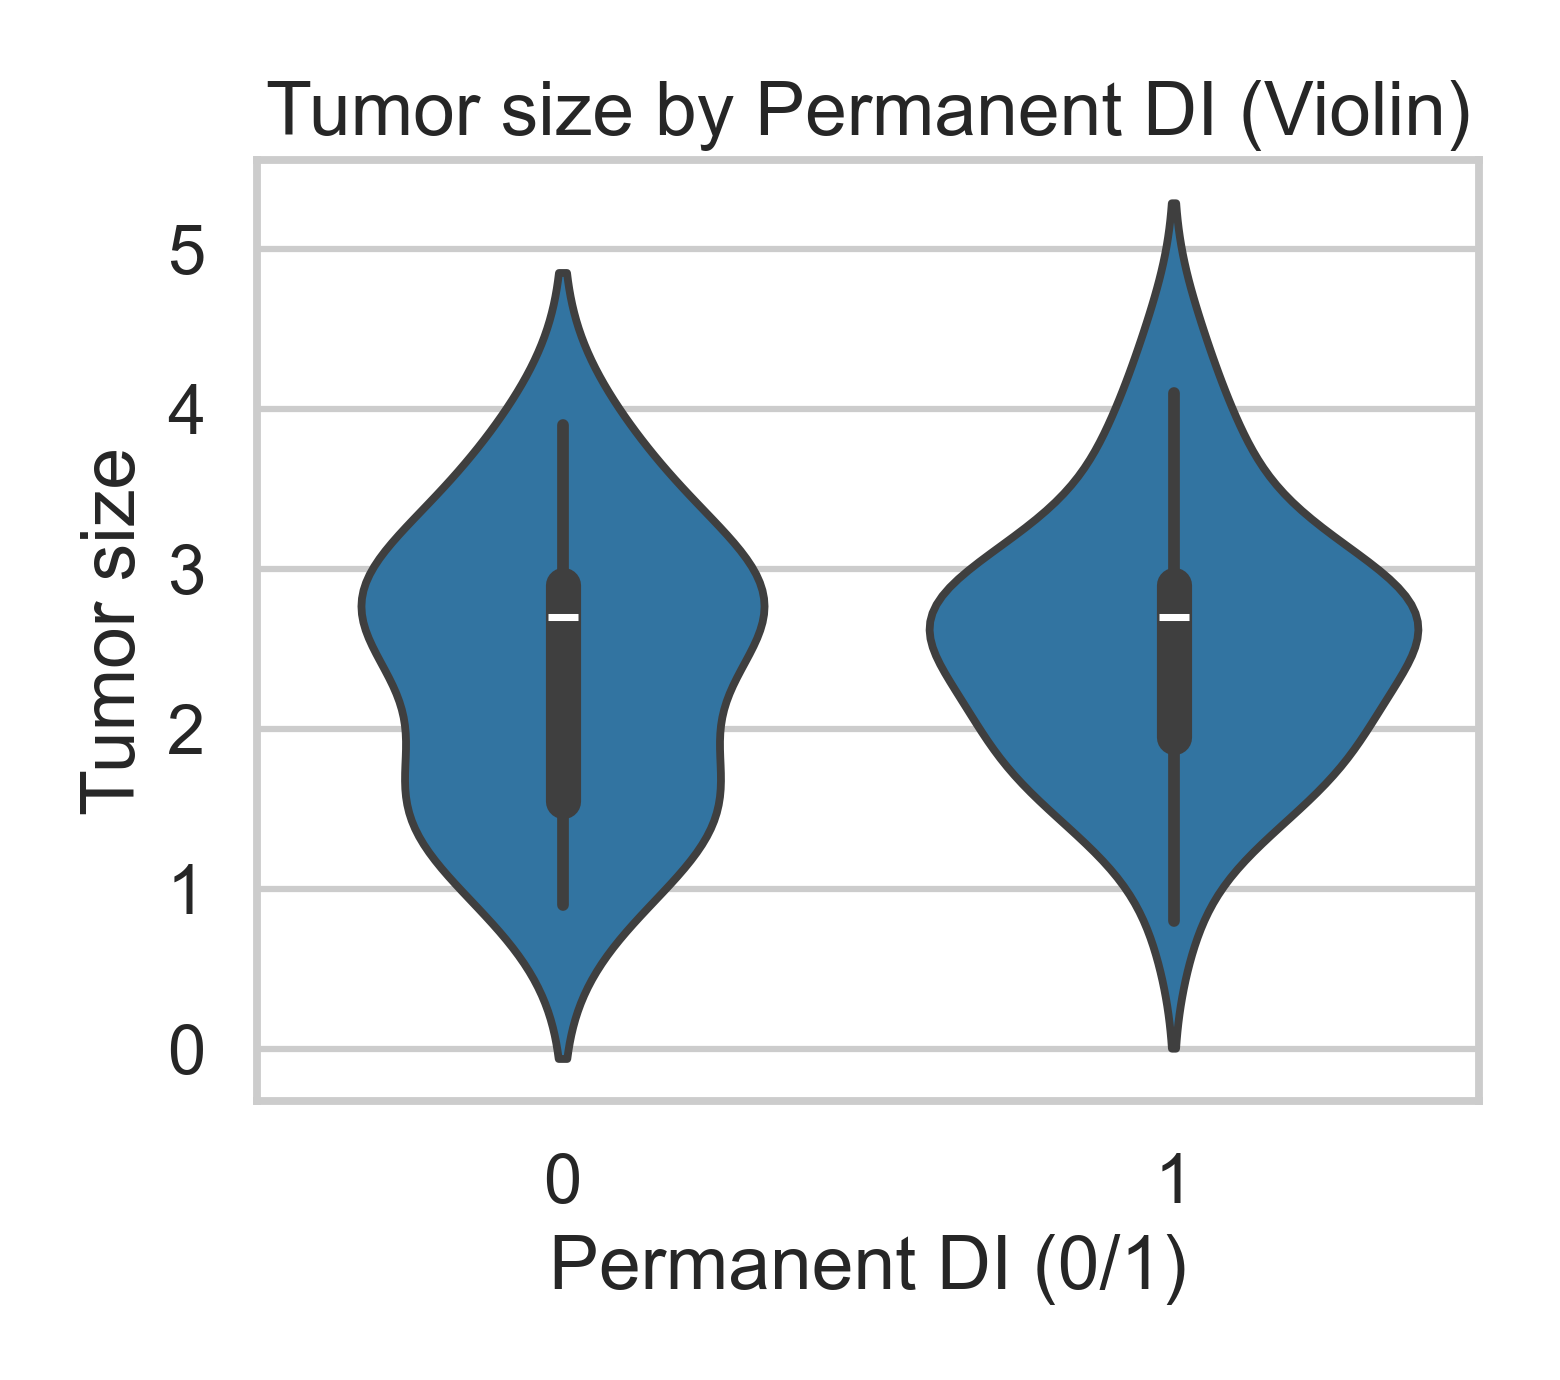 Tumor size by Permanent DI (Violin)
Tumor size
5
4
3
2
1
0
0 1
Permanent DI (0/1)